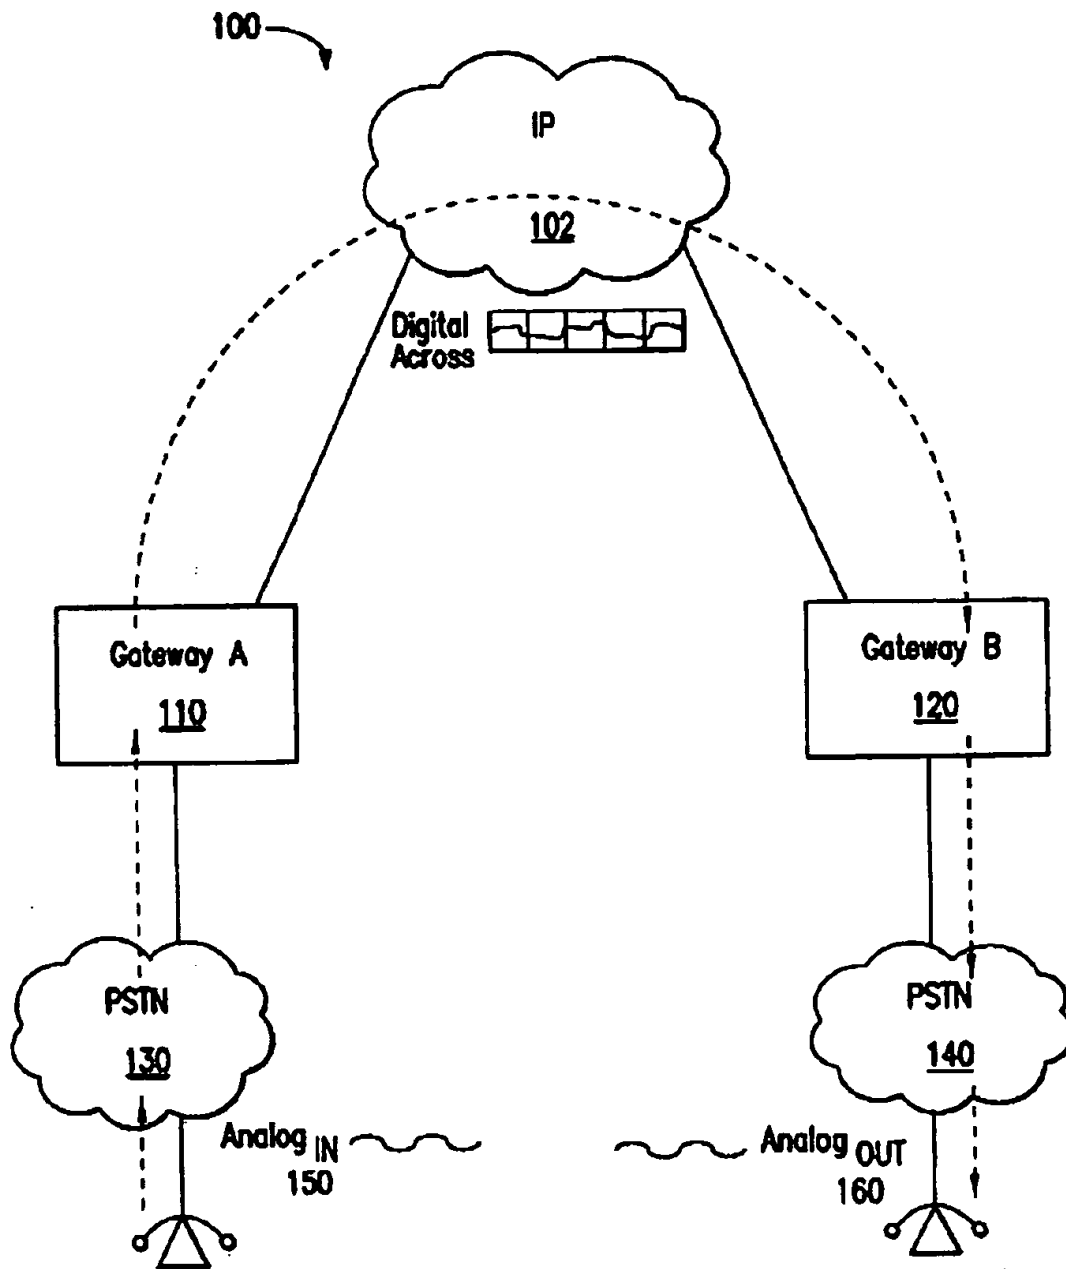 100
IP
102
Digital
Across
Gateway A
110
Gateway B
120
PSTN
130
PSTN
140
Analog IN
150
Analog OUT
160